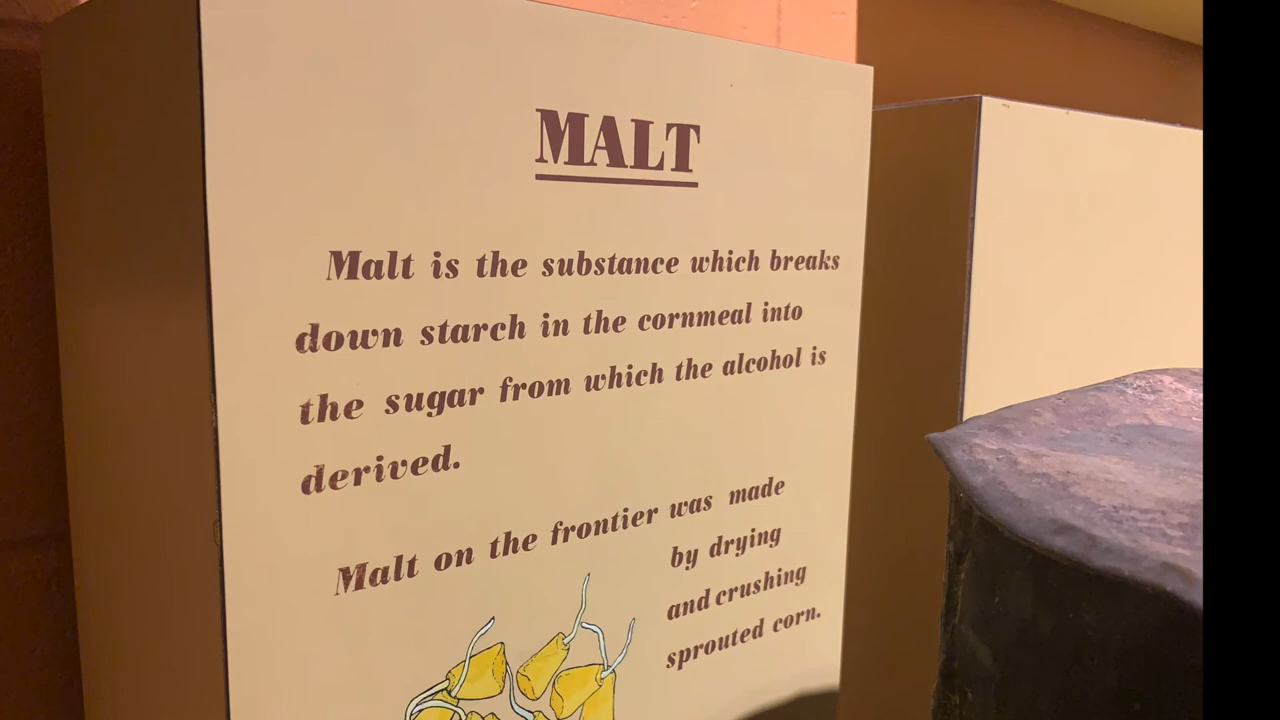 MALT
Malt is the substance which breaks
down starch in the cornmeal into
the sugar from which the alcohol is
derived.
Malt on the frontier was made
by drying
and crushing
sprouted corn.